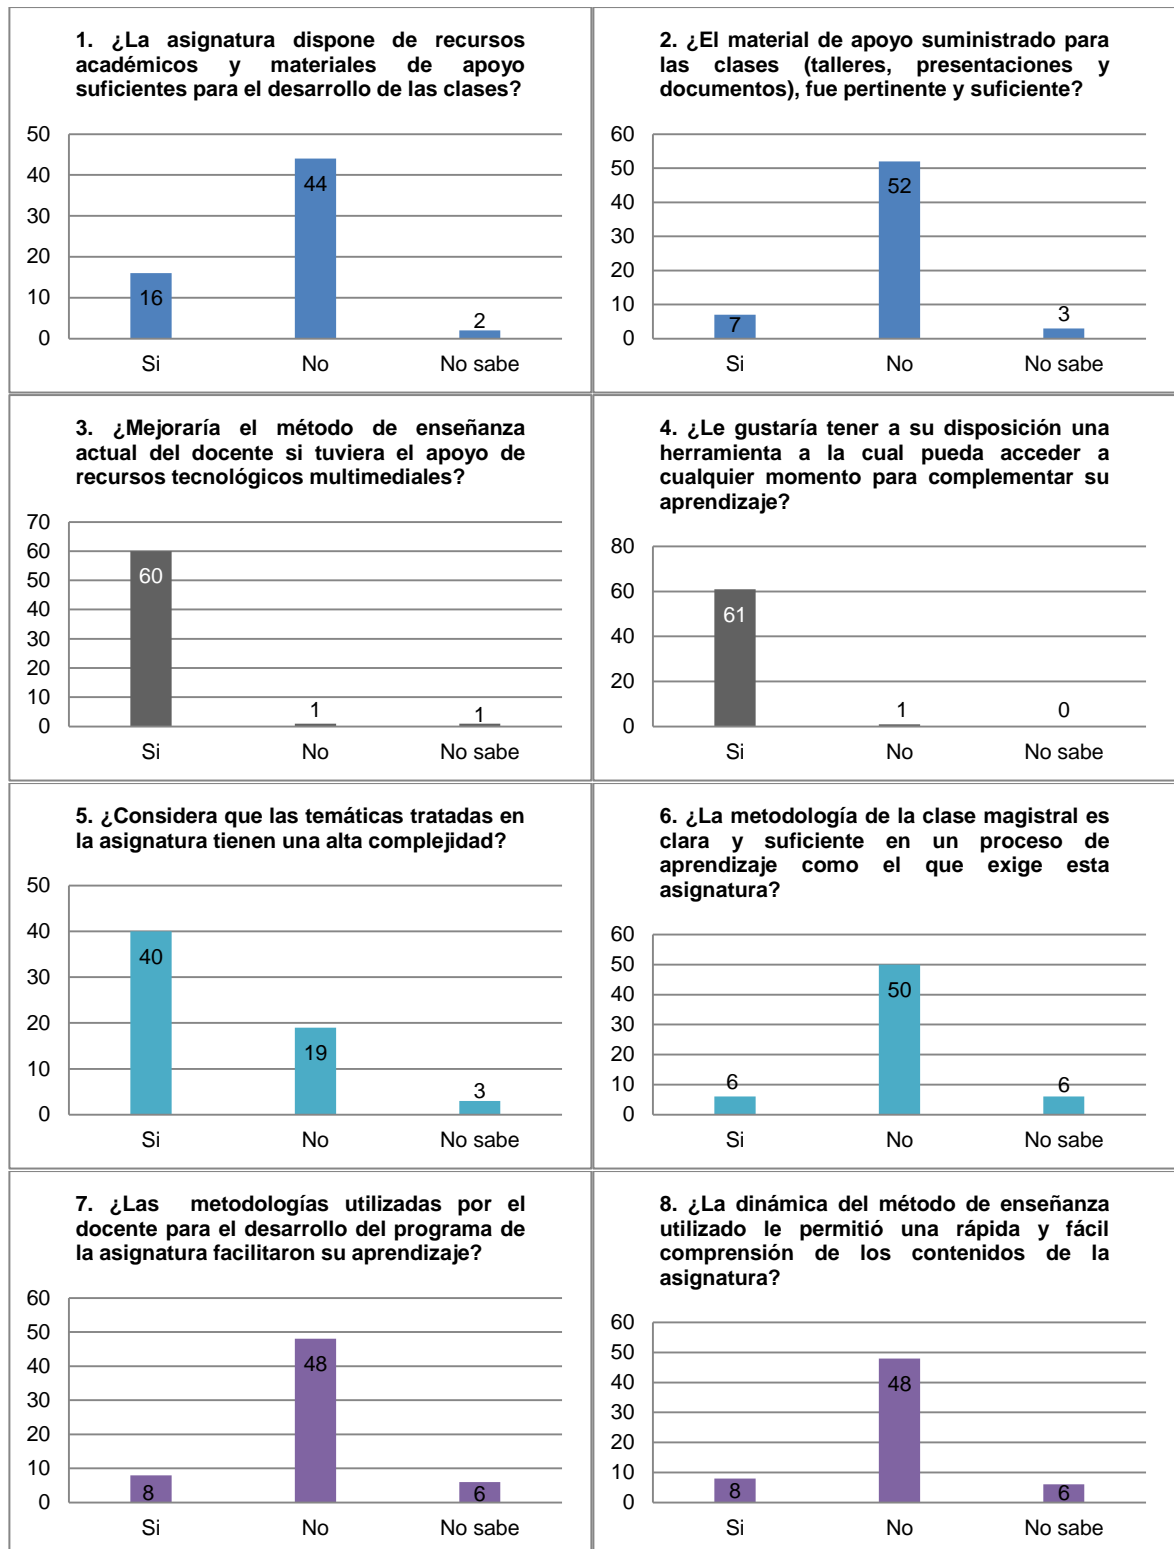 1. ¿La asignatura dispone de recursos
académicos y materiales de apoyo
suficientes para el desarrollo de las clases?
50
40
30
20
10
0
16
44
2
Si No No sabe
2. ¿El material de apoyo suministrado para
las clases (talleres, presentaciones y
documentos), fue pertinente y suficiente?
60
50
40
30
20
10
0
7
52
3
Si No No sabe
3. ¿Mejoraría el método de enseñanza
actual del docente si tuviera el apoyo de
recursos tecnológicos multimediales?
70
60
50
40
30
20
10
0
60
1
1
Si No No sabe
4. ¿Le gustaría tener a su disposición una
herramienta a la cual pueda acceder a
cualquier momento para complementar su
aprendizaje?
80
60
40
20
0
61
1
0
Si No No sabe
5. ¿Considera que las temáticas tratadas en
la asignatura tienen una alta complejidad?
50
40
30
20
10
0
40
19
3
Si No No sabe
6. ¿La metodología de la clase magistral es
clara y suficiente en un proceso de
aprendizaje como el que exige esta
asignatura?
60
50
40
30
20
10
0
6
50
6
Si No No sabe
7. ¿Las metodologías utilizadas por el
docente para el desarrollo del programa de
la asignatura facilitaron su aprendizaje?
60
50
40
30
20
10
0
8
48
6
Si No No sabe
8. ¿La dinámica del método de enseñanza
utilizado le permitió una rápida y fácil
comprensión de los contenidos de la
asignatura?
60
50
40
30
20
10
0
8
48
6
Si No No sabe